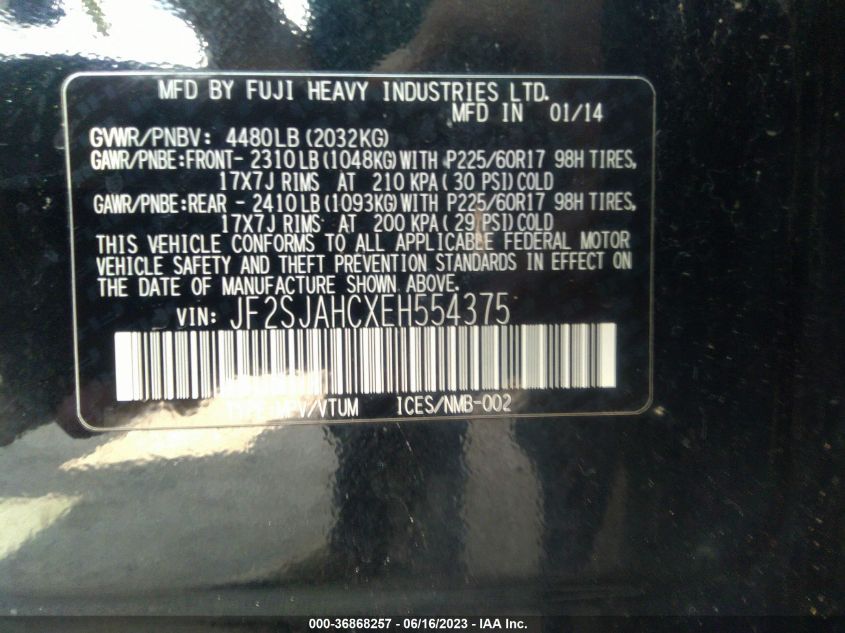 MFD BY FUJI HEAVY INDUSTRIES LTD.
MFD IN 01/14
GVWR/PNBV: 4480LB (2032KG)
GAWR/PNBE:FRONT- 2310LB (1048KG) WITH P225/60R17 98H TIRES,
17X7J RIMS AT 210 KPA (30 PSI) COLD
GAWR/PNBE:REAR - 2410LB (1093KG) WITH P225/60R17 98H TIRES,
17X7J RIMS AT 200 KPA (29 PSI) COLD
THIS VEHICLE CONFORMS TO ALL APPLICABLE FEDERAL MOTOR
VEHICLE SAFETY AND THEFT PREVENTION STANDARDS IN EFFECT ON
THE DATE OF MANUFACTURE SHOWN ABOVE.
VIN: JF2SJAHCXEH554375
TYPE:MPV/VTUM ICES/NMB-002
000-36868257 - 06/16/2023 - IAA Inc.